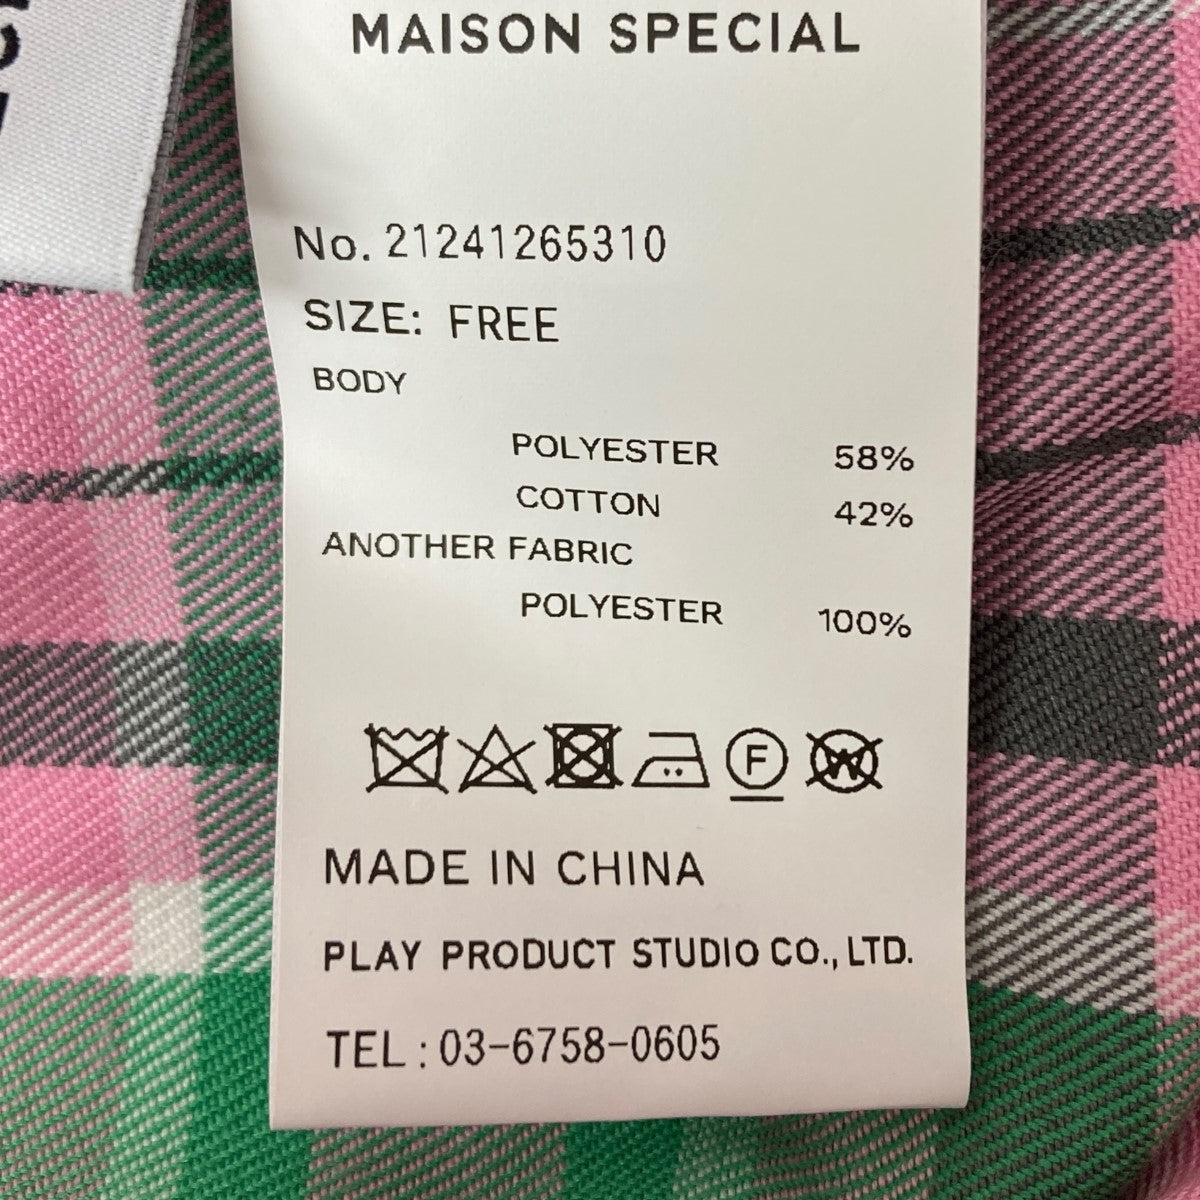 MAISON SPECIAL
No. 21241265310
SIZE: FREE
BODY
POLYESTER 58%
COTTON 42%
ANOTHER FABRIC
POLYESTER 100%
F W
MADE IN CHINA
PLAY PRODUCT STUDIO CO., LTD.
TEL : 03-6758-0605